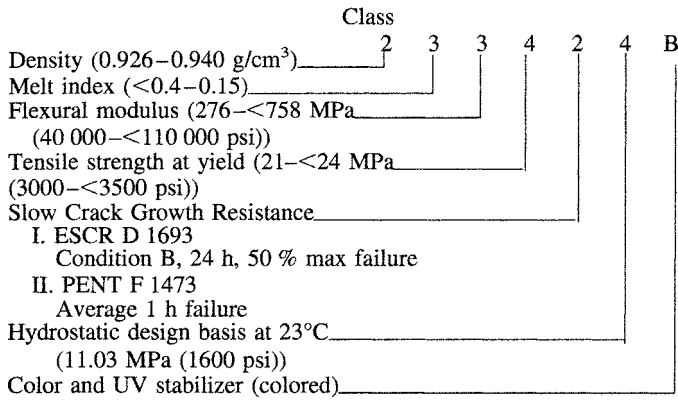 Class
2 3 3 4 2 4 B
Density (0.926–0.940 g/cm³)
Melt index (<0.4–0.15)
Flexural modulus (276–<758 MPa
(40 000–<110 000 psi))
Tensile strength at yield (21–<24 MPa
(3000–<3500 psi))
Slow Crack Growth Resistance
I. ESCR D 1693
Condition B, 24 h, 50 % max failure
II. PENT F 1473
Average 1 h failure
Hydrostatic design basis at 23°C
(11.03 MPa (1600 psi))
Color and UV stabilizer (colored)